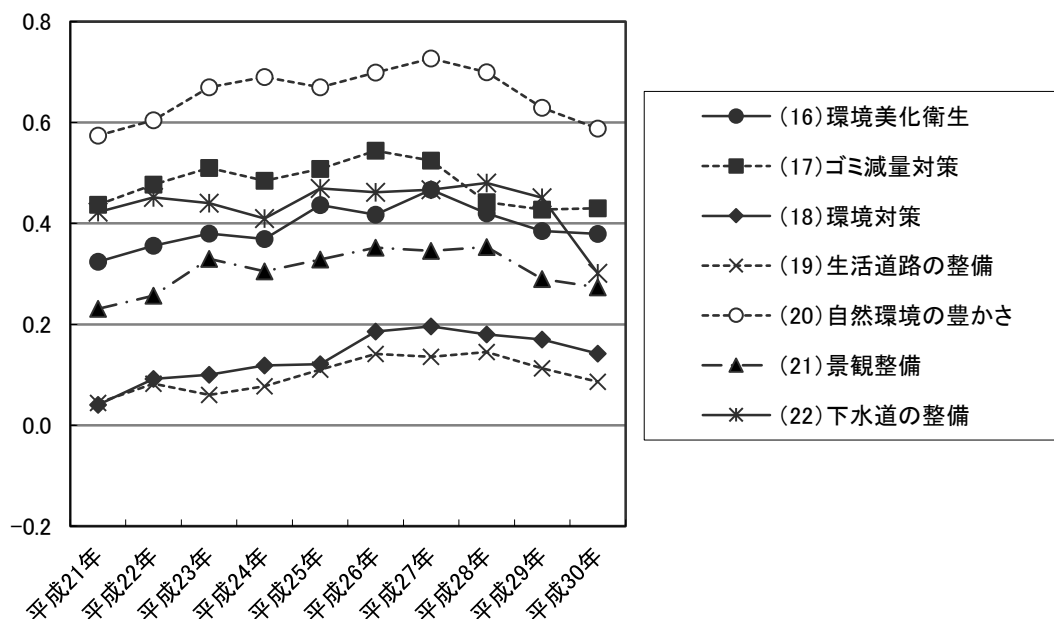 0.8
0.6
0.4
0.2
0.0
−0.2
平成21年
平成22年
平成23年
平成24年
平成25年
平成26年
平成27年
平成28年
平成29年
平成30年
(16)環境美化衛生
(17)ゴミ減量対策
(18)環境対策
(19)生活道路の整備
(20)自然環境の豊かさ
(21)景観整備
(22)下水道の整備